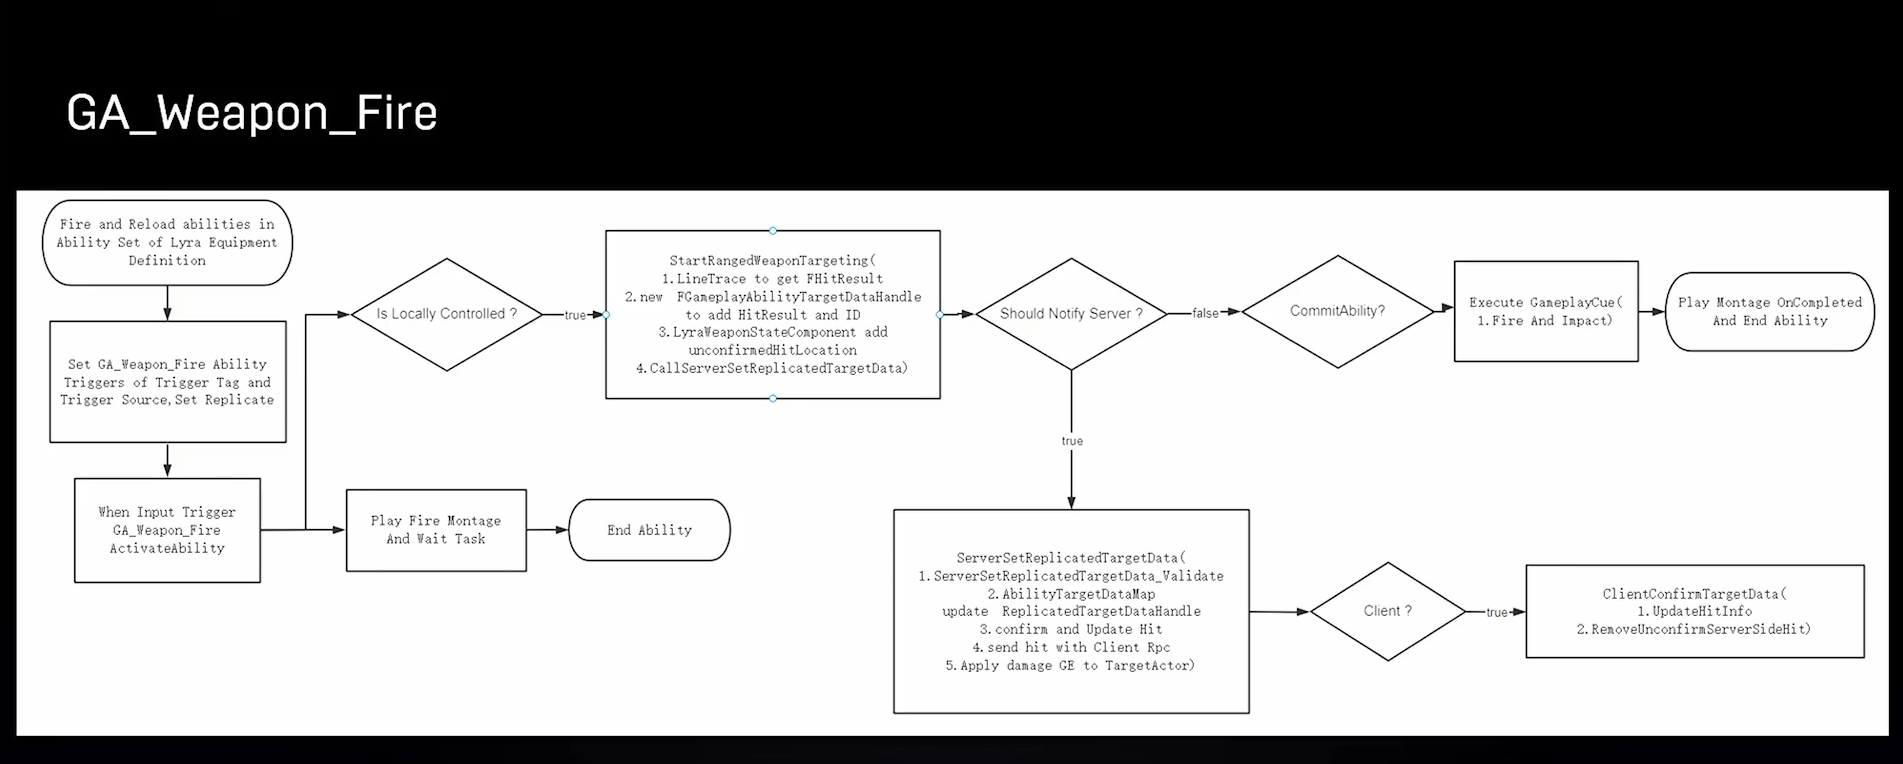 GA_Weapon_Fire
Fire and Reload abilities in
Ability Set of Lyra Equipment
Definition
Set GA_Weapon_Fire Ability
Triggers of Trigger Tag and
Trigger Source,Set Replicate
When Input Trigger
GA_Weapon_Fire
ActivateAbility
Play Fire Montage
And Wait Task
End Ability
Is Locally Controlled ?
true
StartRangedWeaponTargeting(
1.LineTrace to get FHitResult
2.new FGameplayAbilityTargetDataHandle
to add HitResult and ID
3.LyraWeaponStateComponent add
unconfirmedHitLocation
4.CallServerSetReplicatedTargetData)
Should Notify Server ?
false
CommitAbility?
Execute GameplayCue(
1.Fire And Impact)
Play Montage OnCompleted
And End Ability
true
ServerSetReplicatedTargetData(
1.ServerSetReplicatedTargetData_Validate
2.AbilityTargetDataMap
update ReplicatedTargetDataHandle
3.confirm and Update Hit
4.send hit with Client Rpc
5.Apply damage GE to TargetActor)
Client ?
true
ClientConfirmTargetData(
1.UpdateHitInfo
2.RemoveUnconfirmServerSideHit)